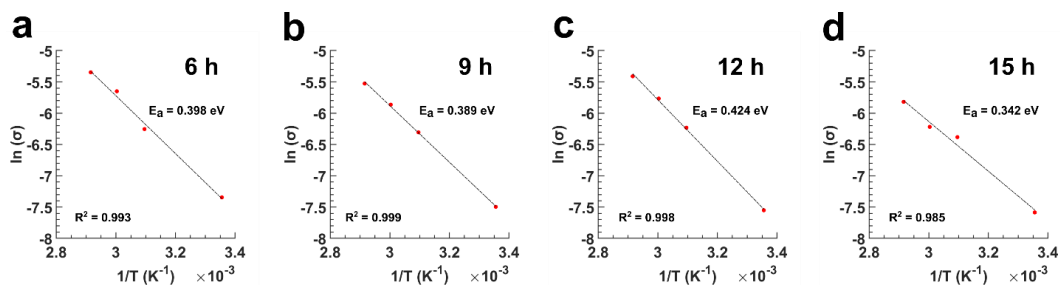 a
6 h
Eₐ = 0.398 eV
R² = 0.993
ln (σ)
-5
-5.5
-6
-6.5
-7
-7.5
-8
2.8
3
3.2
3.4
1/T (K⁻¹)
×10⁻³
b
9 h
Eₐ = 0.389 eV
R² = 0.999
ln (σ)
-5
-5.5
-6
-6.5
-7
-7.5
-8
2.8
3
3.2
3.4
1/T (K⁻¹)
×10⁻³
c
12 h
Eₐ = 0.424 eV
R² = 0.998
ln (σ)
-5
-5.5
-6
-6.5
-7
-7.5
-8
2.8
3
3.2
3.4
1/T (K⁻¹)
×10⁻³
d
15 h
Eₐ = 0.342 eV
R² = 0.985
ln (σ)
-5
-5.5
-6
-6.5
-7
-7.5
-8
2.8
3
3.2
3.4
1/T (K⁻¹)
×10⁻³